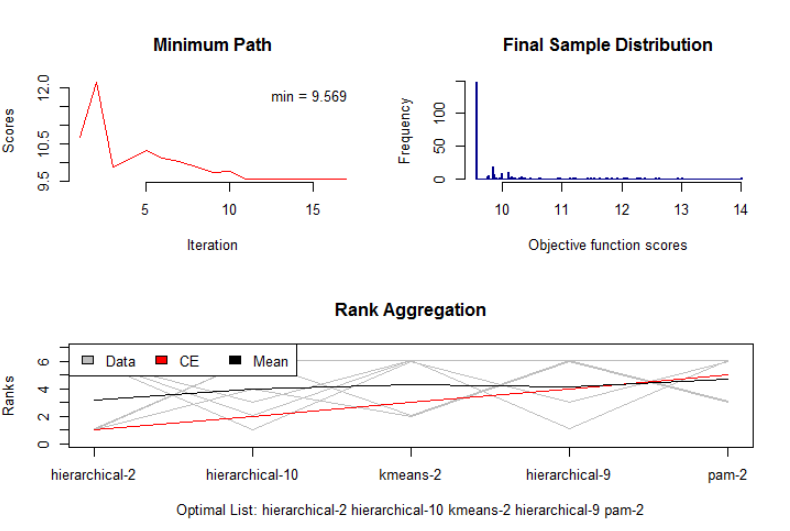 Minimum Path
Scores
12.0
10.5
9.5
min = 9.569
5 10 15
Iteration
Final Sample Distribution
Frequency
100
50
0
10 11 12 13 14
Objective function scores
Rank Aggregation
Ranks
6
4
2
0
Data CE Mean
hierarchical-2 hierarchical-10 kmeans-2 hierarchical-9 pam-2
Optimal List: hierarchical-2 hierarchical-10 kmeans-2 hierarchical-9 pam-2